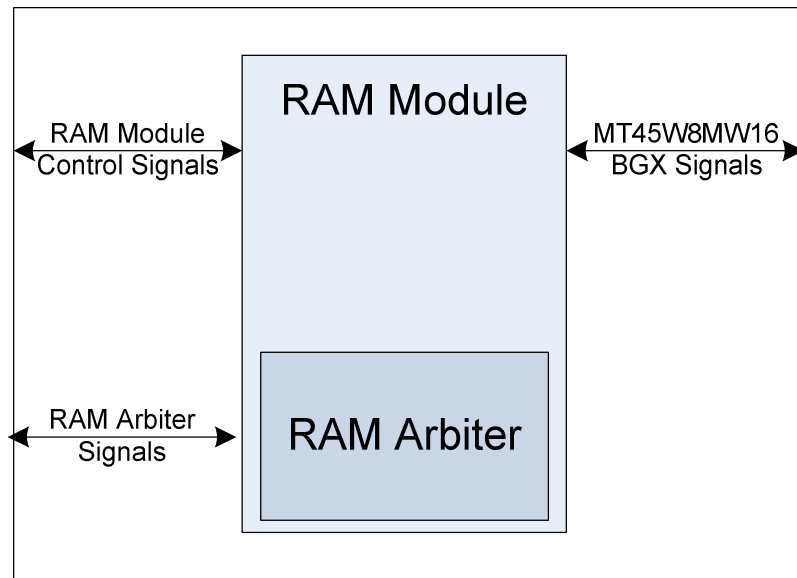 RAM Module
RAM Module
Control Signals
MT45W8MW16
BGX Signals
RAM Arbiter
Signals
RAM Arbiter